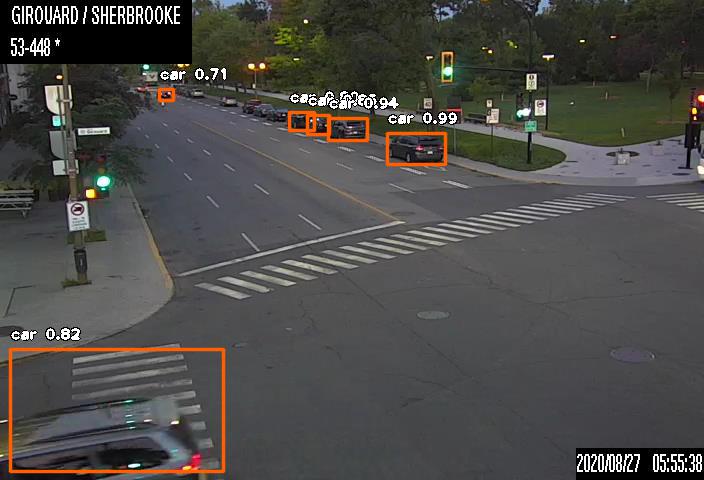 GIROUARD / SHERBROOKE
53-448 *
car 0.71
car 0.94
car 0.99
car 0.82
Girouard
2020/08/27 05:55:38